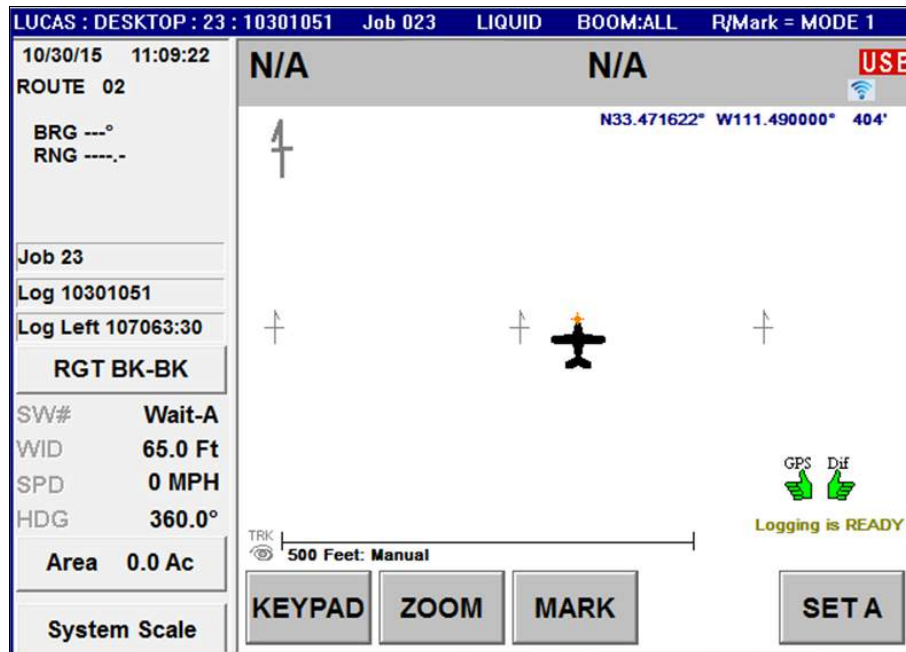 LUCAS : DESKTOP : 23 : 10301051 Job 023 LIQUID BOOM:ALL R/Mark = MODE 1
10/30/15 11:09:22
ROUTE 02
BRG ---°
RNG ----.-
Job 23
Log 10301051
Log Left 107063:30
RGT BK-BK
SW# Wait-A
WID 65.0 Ft
SPD 0 MPH
HDG 360.0°
Area 0.0 Ac
System Scale
N/A N/A USE
N33.471622° W111.490000° 404'
GPS Dif
Logging is READY
TRK
500 Feet: Manual
KEYPAD ZOOM MARK SET A